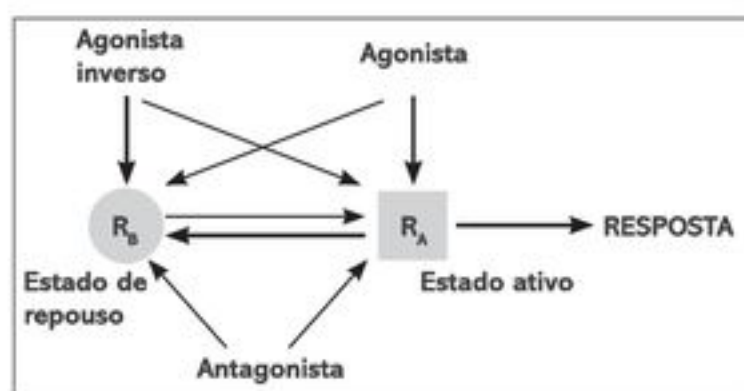 Agonista
inverso
Agonista
R_B
R_A
RESPOSTA
Estado de
repouso
Estado ativo
Antagonista